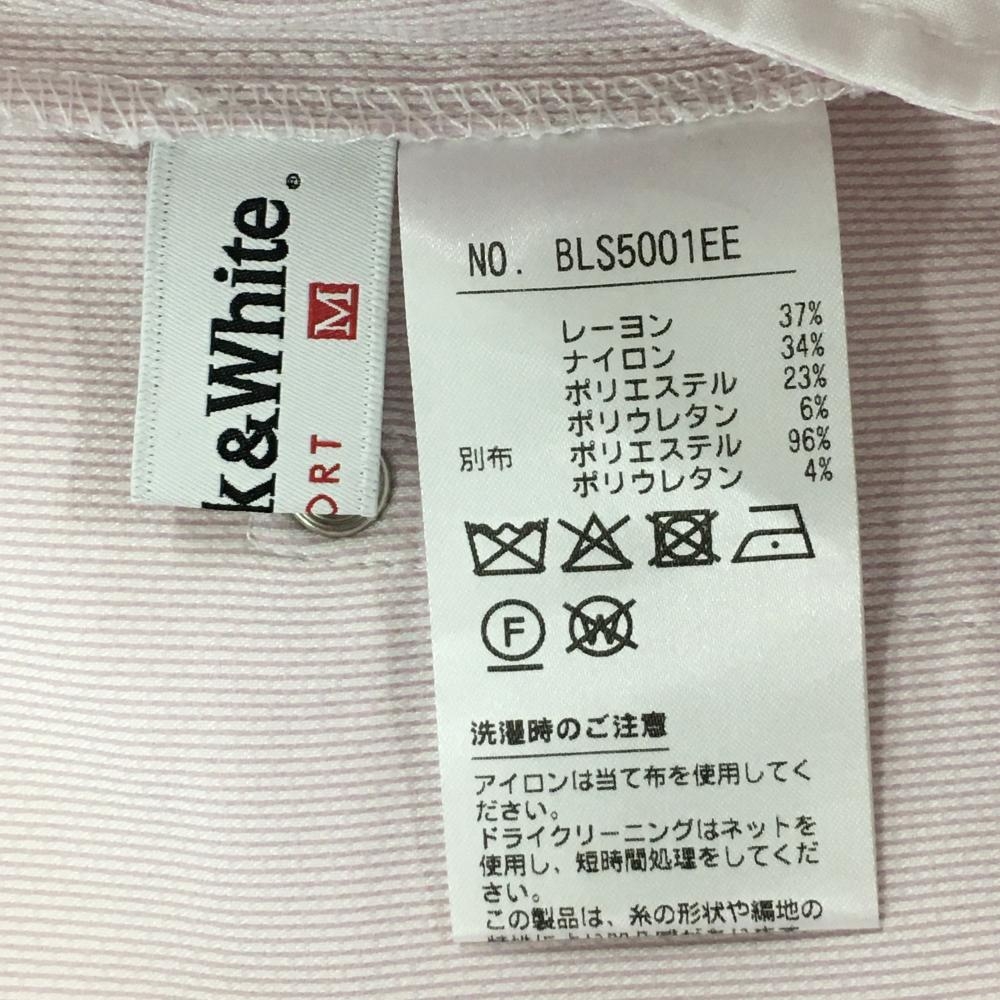 k&White®
M
ORT
NO. BLS5001EE
レーヨン 37%
ナイロン 34%
ポリエステル 23%
ポリウレタン 6%
別布 ポリエステル 96%
ポリウレタン 4%
F
W
洗濯時のご注意
アイロンは当て布を使用してく
ださい。
ドライクリーニングはネットを
使用し、短時間処理をしてくだ
さい。
この製品は、糸の形状や編地の